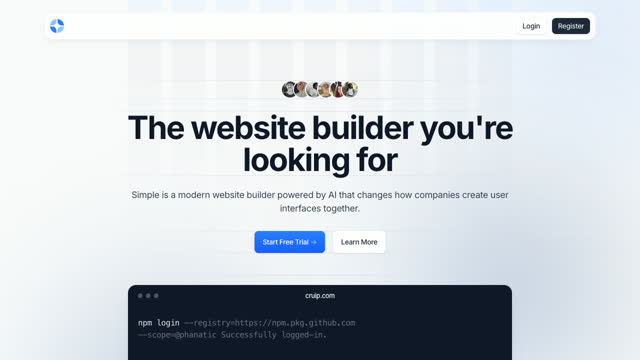 Login
Register
The website builder you're
looking for
Simple is a modern website builder powered by AI that changes how companies create user
interfaces together.
Start Free Trial ->
Learn More
cruip.com
npm login --registry=https://npm.pkg.github.com
--scope=@phanatic Successfully logged-in.